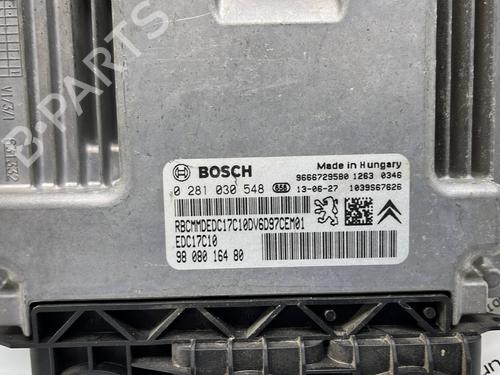 BOSCH
Made in Hungary
9666729580 1263 0346
0 281 030 548 658 13-06-27 1039S67626
RBCMMDEDC17C10DV6D97CEM01
EDC17C10
98 080 164 80
B-PARTS